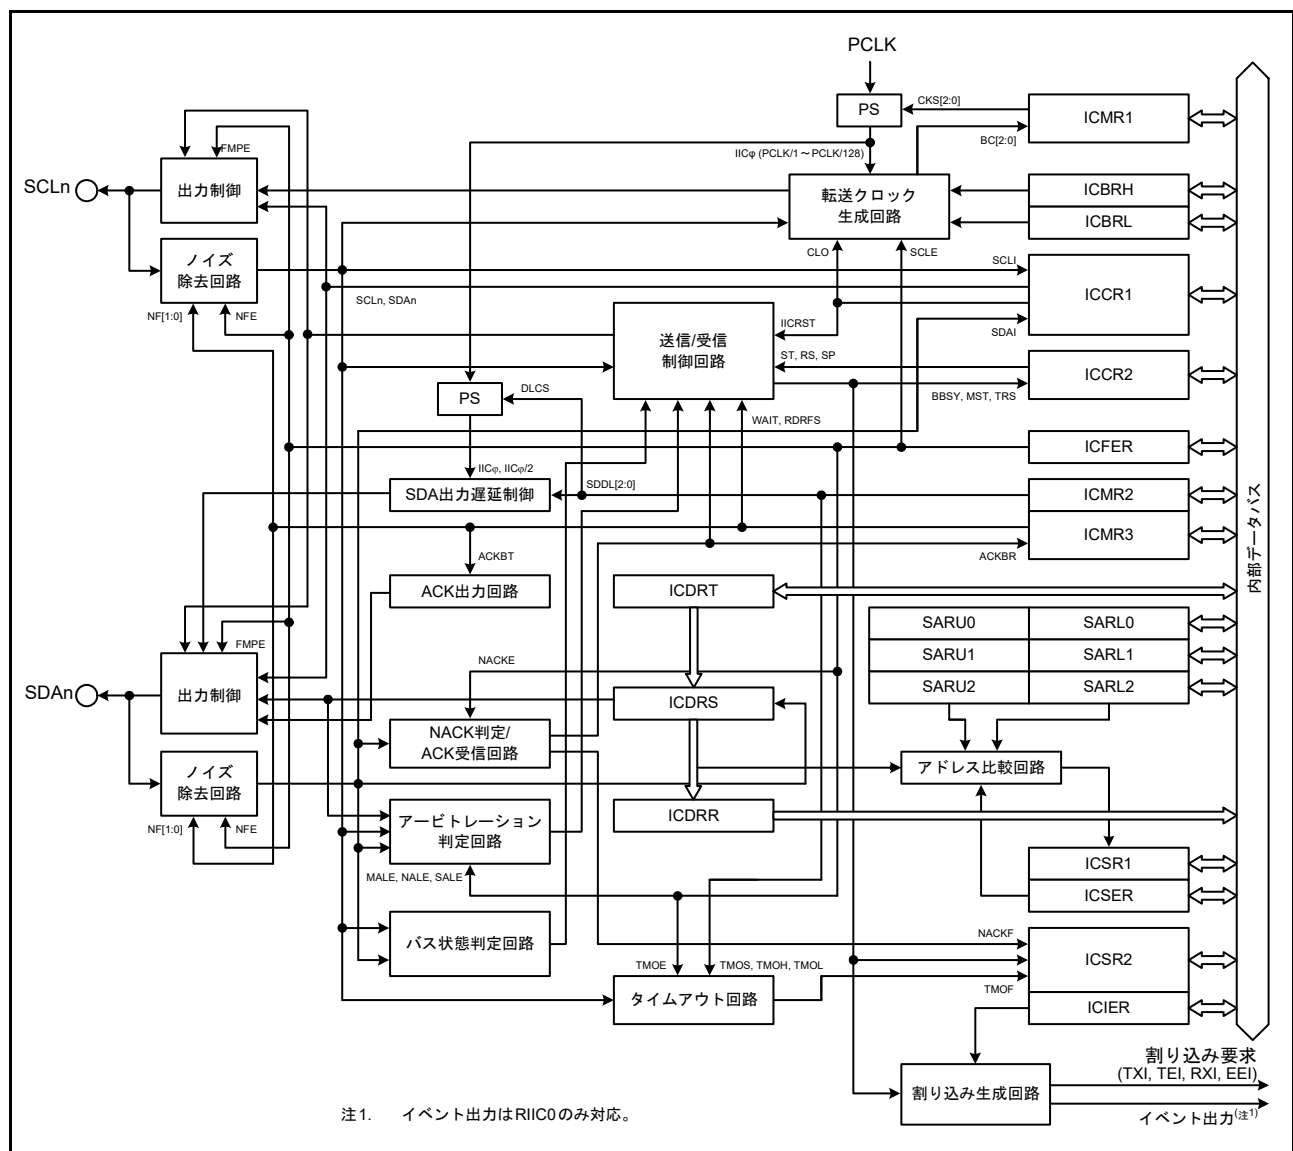 PCLK
PS
CKS[2:0]
ICMR1
BC[2:0]
IICφ (PCLK/1～PCLK/128)
FMPE
SCLn
出力制御
転送クロック
生成回路
ICBRH
ICBRL
ノイズ
除去回路
CLO
SCLE
SCLI
ICCR1
SCLn, SDAn
NF[1:0]
NFE
IICRST
SDAI
送信/受信
制御回路
ST, RS, SP
ICCR2
BBSY, MST, TRS
PS
DLCS
WAIT, RDRFS
ICFER
IICφ, IICφ/2
SDA出力遅延制御
SDDL[2:0]
ICMR2
ICMR3
ACKBT
ACKBR
内部データバス
ACK出力回路
ICDRT
SARU0
SARL0
SARU1
SARL1
SARU2
SARL2
FMPE
SDAn
出力制御
NACKE
ICDRS
NACK判定/
ACK受信回路
アドレス比較回路
ノイズ
除去回路
NF[1:0]
NFE
アービトレーション
判定回路
ICDRR
MALE, NALE, SALE
ICSR1
ICSER
バス状態判定回路
NACKF
ICSR2
TMOE
TMOS, TMOH, TMOL
タイムアウト回路
TMOF
ICIER
割り込み要求
(TXI, TEI, RXI, EEI)
割り込み生成回路
イベント出力(注1)
注1. イベント出力はRIIC0のみ対応。